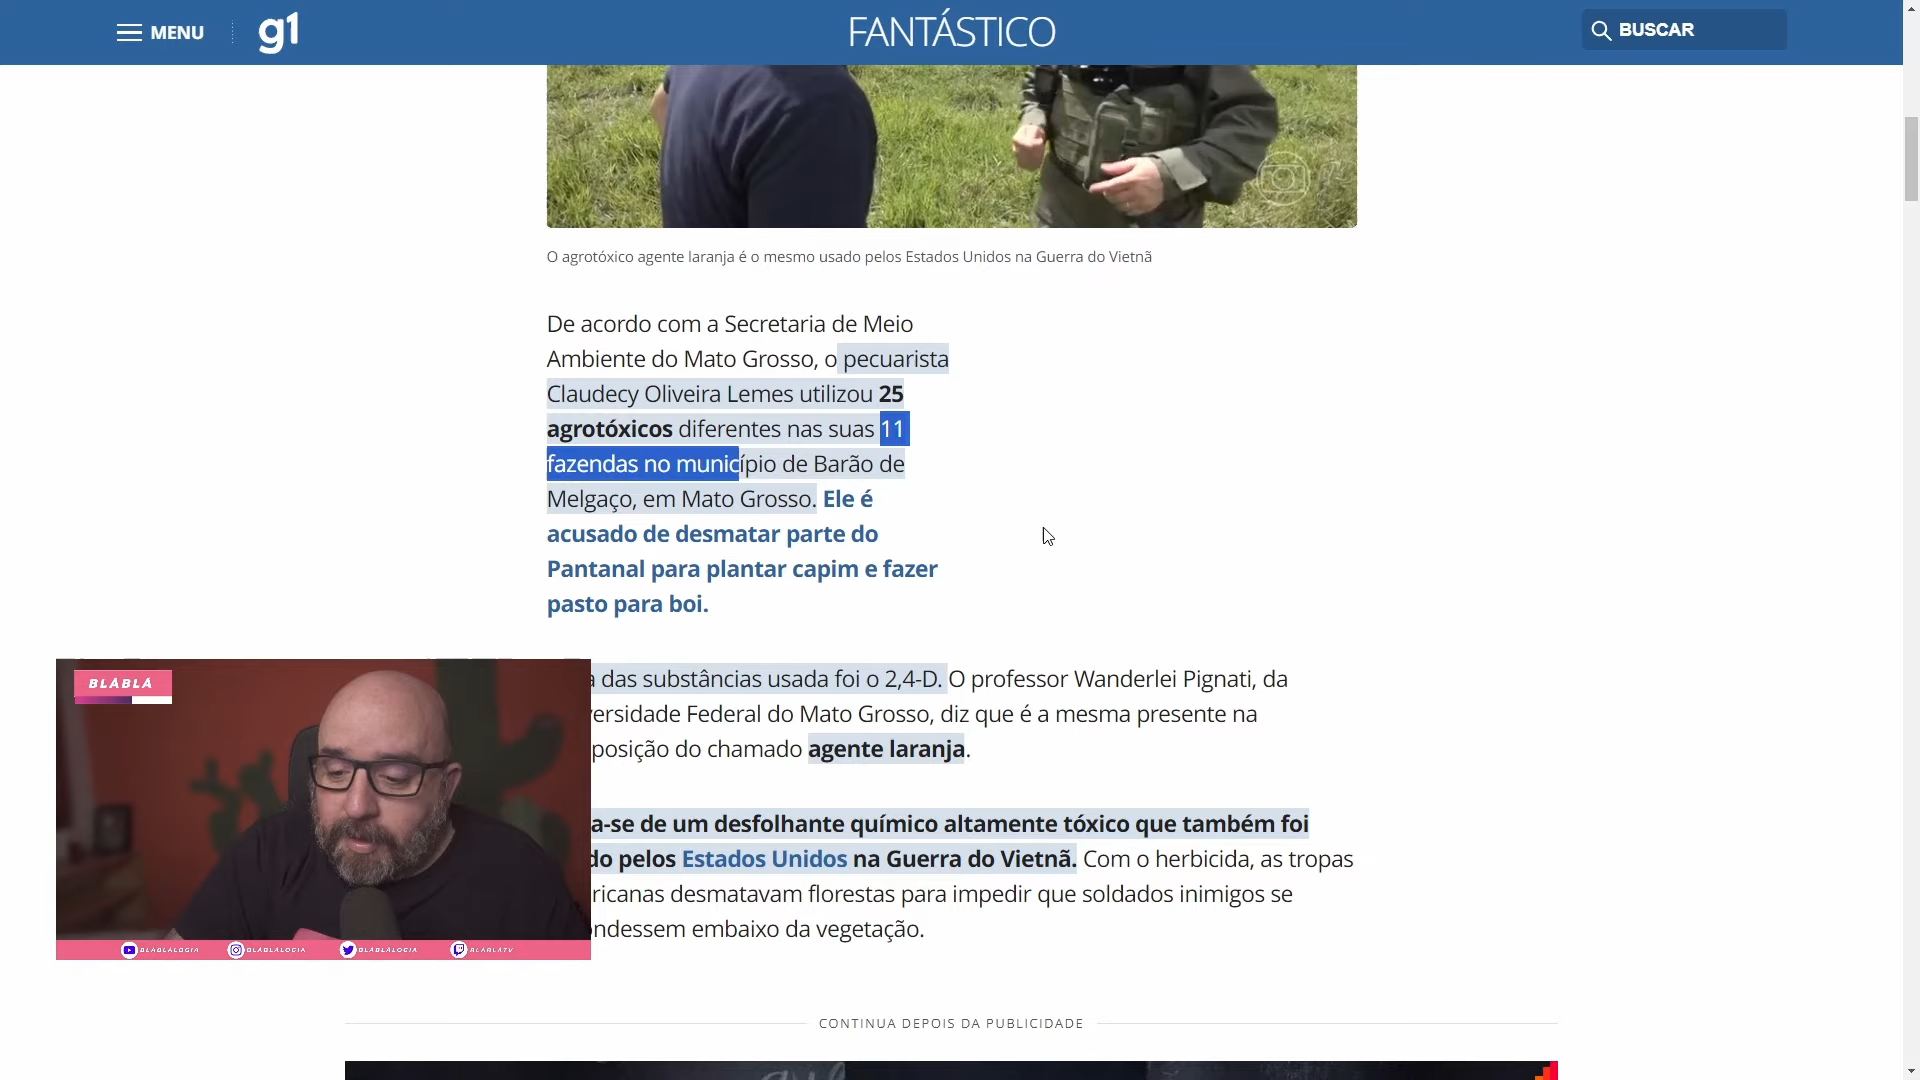 MENU
g1
FANTÁSTICO
BUSCAR
O agrotóxico agente laranja é o mesmo usado pelos Estados Unidos na Guerra do Vietnã
De acordo com a Secretaria de Meio
Ambiente do Mato Grosso, o pecuarista
Claudecy Oliveira Lemes utilizou 25
agrotóxicos diferentes nas suas 11
fazendas no município de Barão de
Melgaço, em Mato Grosso. Ele é
acusado de desmatar parte do
Pantanal para plantar capim e fazer
pasto para boi.
das substâncias usada foi o 2,4-D. O professor Wanderlei Pignati, da
ersidade Federal do Mato Grosso, diz que é a mesma presente na
posição do chamado agente laranja.
a-se de um desfolhante químico altamente tóxico que também foi
do pelos Estados Unidos na Guerra do Vietnã. Com o herbicida, as tropas
ricanas desmatavam florestas para impedir que soldados inimigos se
ndessem embaixo da vegetação.
BLÁBLÁ
BLABLALOGIA BLABLALOGIA BLABLALOGIA BLABLATV
CONTINUA DEPOIS DA PUBLICIDADE